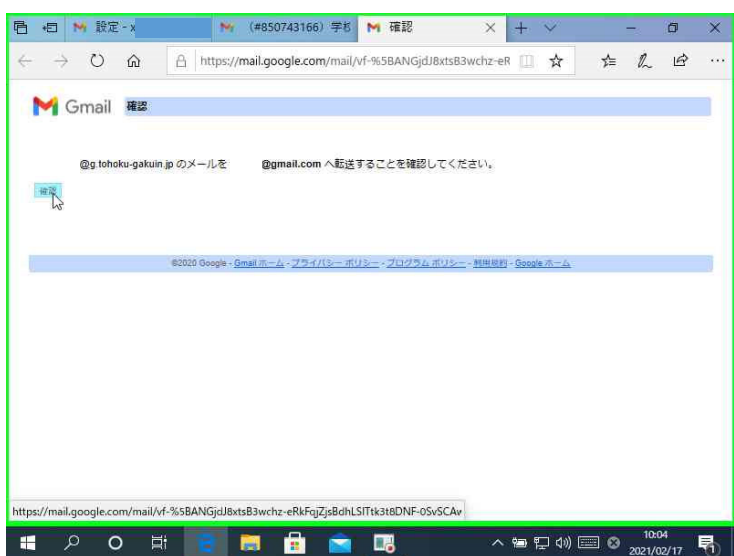 設定 - x
(#850743166) 学校
確認
https://mail.google.com/mail/vf-%5BANGjdJ8xtsB3wchz-eR
Gmail 確認
@g.tohoku-gakuin.jp のメールを @gmail.com へ転送することを確認してください。
確認
©2020 Google - Gmail ホーム - プライバシー ポリシー - プログラム ポリシー - 利用規約 - Google ホーム
https://mail.google.com/mail/vf-%5BANGjdJ8xtsB3wchz-eRkFqjZjsBdhLSlTtk3t8DNF-0SvSCAw
10:04
2021/02/17